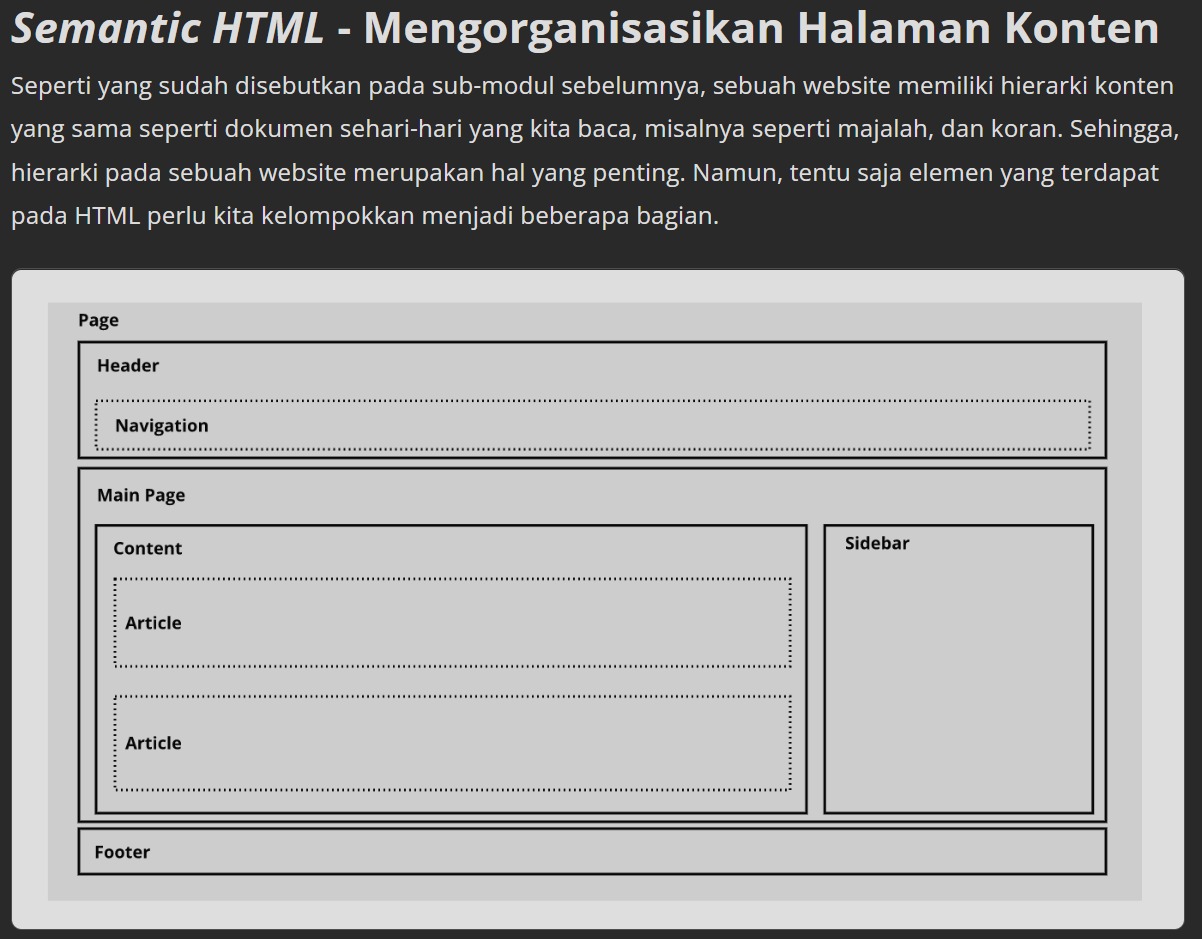 Semantic HTML - Mengorganisasikan Halaman Konten
Seperti yang sudah disebutkan pada sub-modul sebelumnya, sebuah website memiliki hierarki konten
yang sama seperti dokumen sehari-hari yang kita baca, misalnya seperti majalah, dan koran. Sehingga,
hierarki pada sebuah website merupakan hal yang penting. Namun, tentu saja elemen yang terdapat
pada HTML perlu kita kelompokkan menjadi beberapa bagian.
Page
Header
Navigation
Main Page
Content
Article
Article
Sidebar
Footer